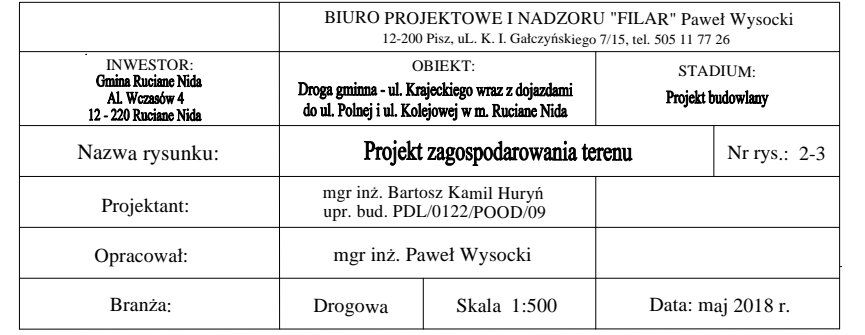 BIURO PROJEKTOWE I NADZORU "FILAR" Paweł Wysocki
12-200 Pisz, uL. K. I. Gałczyńskiego 7/15, tel. 505 11 77 26
INWESTOR:
Gmina Ruciane Nida
Al. Wczasów 4
12 - 220 Ruciane Nida
OBIEKT:
Droga gminna - ul. Krajeckiego wraz z dojazdami
do ul. Polnej i ul. Kolejowej w m. Ruciane Nida
STADIUM:
Projekt budowlany
Nazwa rysunku:
Projekt zagospodarowania terenu
Nr rys.: 2-3
Projektant:
mgr inż. Bartosz Kamil Huryń
upr. bud. PDL/0122/POOD/09
Opracował:
mgr inż. Paweł Wysocki
Branża:
Drogowa
Skala 1:500
Data: maj 2018 r.